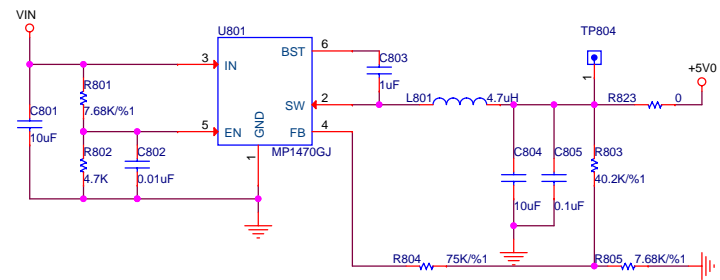 VIN
U801
TP804
+5V0
3
IN
BST
6
C803
1uF
1
R801
7.68K/%1
C801
10uF
SW
2
L801
4.7uH
R823
0
5
EN
GND
FB
4
R802
4.7K
C802
0.01uF
1
MP1470GJ
C804
10uF
C805
0.1uF
R803
40.2K/%1
R804
75K/%1
R805
7.68K/%1